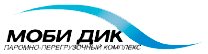 МОБИ ДИК
ПАРОМНО-ПЕРЕГРУЗОЧНЫЙ КОМПЛЕКС